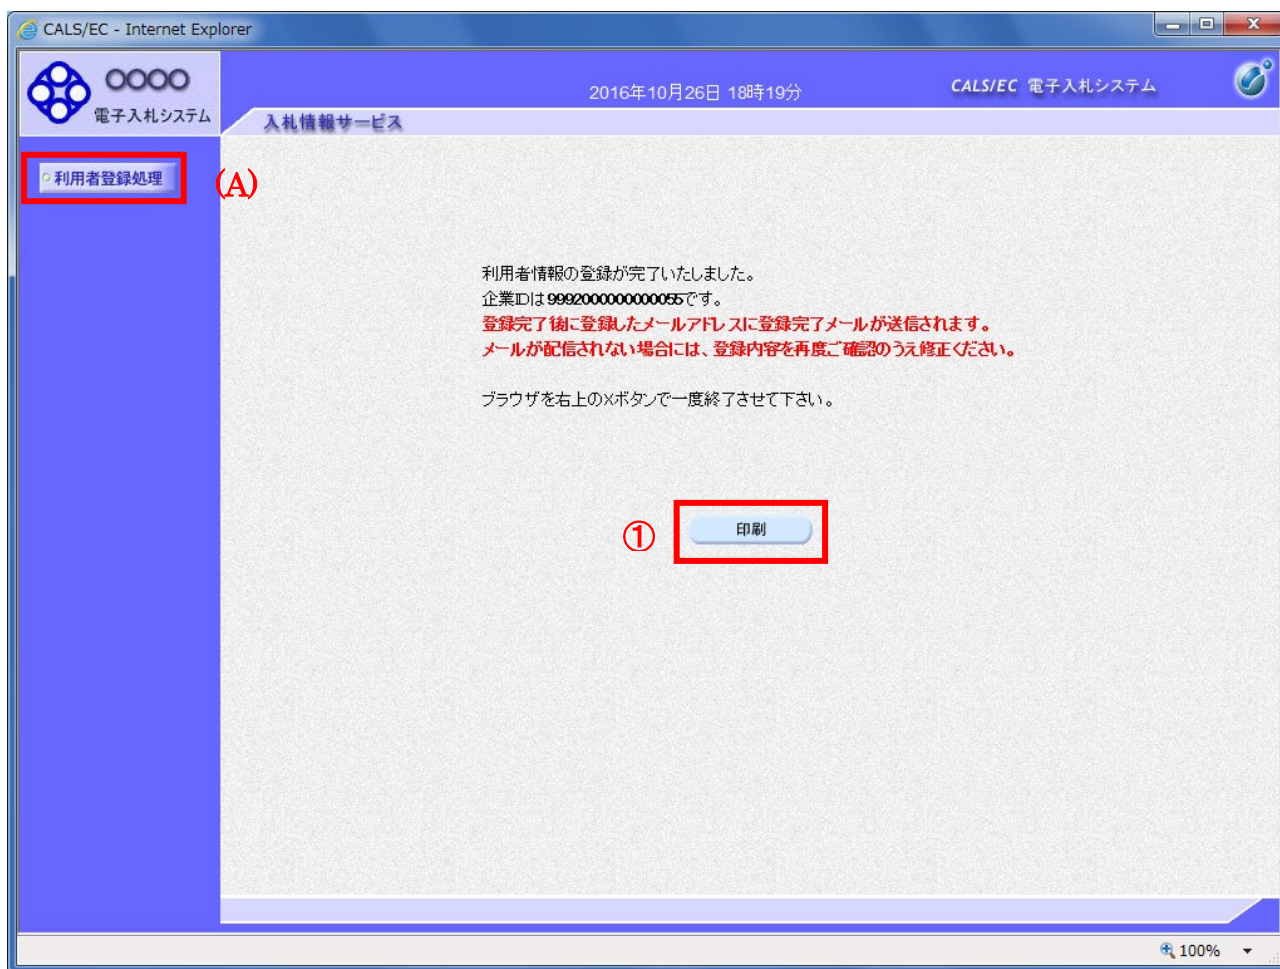 CALS/EC - Internet Explorer
〇〇〇〇
電子入札システム
2016年10月26日 18時19分
CALS/EC 電子入札システム
入札情報サービス
利用者登録処理
(A)
利用者情報の登録が完了いたしました。
企業IDは9992000000000055です。
登録完了後に登録したメールアドレスに登録完了メールが送信されます。
メールが配信されない場合には、登録内容を再度ご確認のうえ修正ください。
ブラウザを右上の×ボタンで一度終了させて下さい。
①
印刷
100%